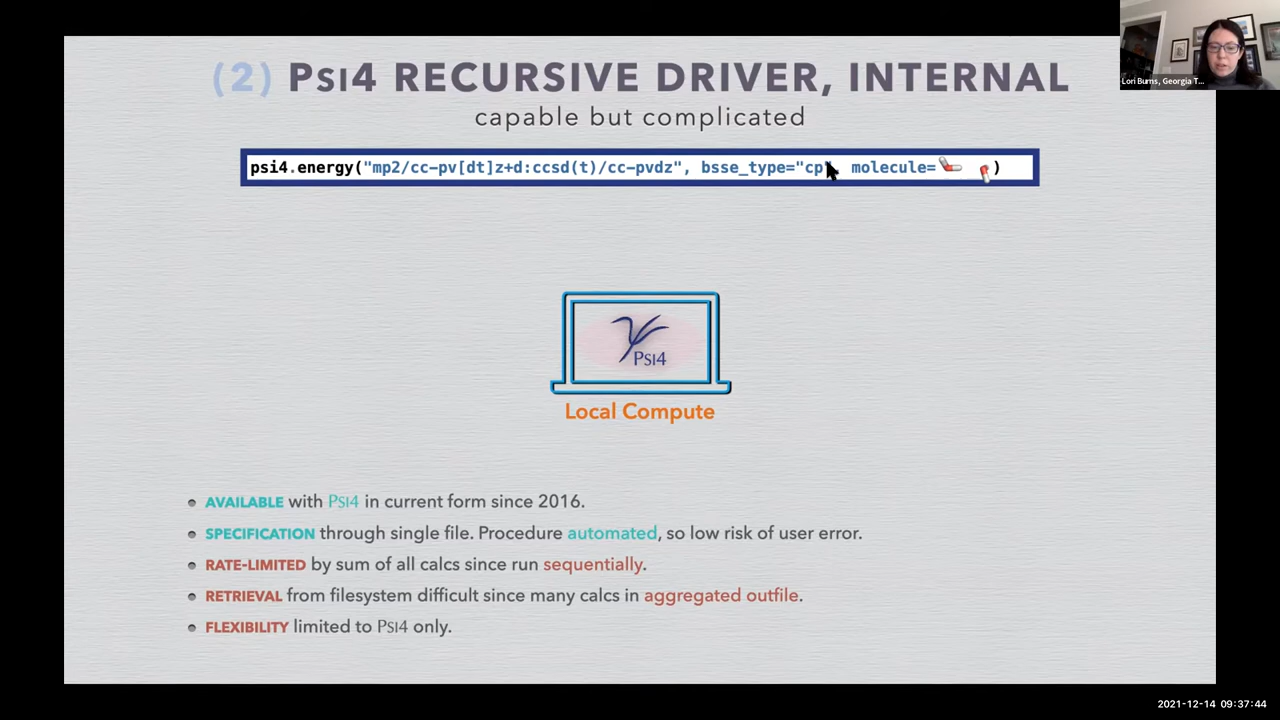 (2) PSI4 RECURSIVE DRIVER, INTERNAL
capable but complicated
psi4.energy("mp2/cc-pv[dt]z+d:ccsd(t)/cc-pvdz", bsse_type="cp", molecule= )
PSI4
Local Compute
AVAILABLE with PSI4 in current form since 2016.
SPECIFICATION through single file. Procedure automated, so low risk of user error.
RATE-LIMITED by sum of all calcs since run sequentially.
RETRIEVAL from filesystem difficult since many calcs in aggregated outfile.
FLEXIBILITY limited to PSI4 only.
Lori Burns, Georgia T...
2021-12-14 09:37:44